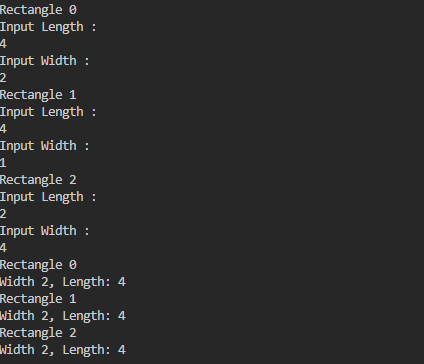 Rectangle 0
Input Length :
4
Input Width :
2
Rectangle 1
Input Length :
4
Input Width :
1
Rectangle 2
Input Length :
2
Input Width :
4
Rectangle 0
Width 2, Length: 4
Rectangle 1
Width 2, Length: 4
Rectangle 2
Width 2, Length: 4